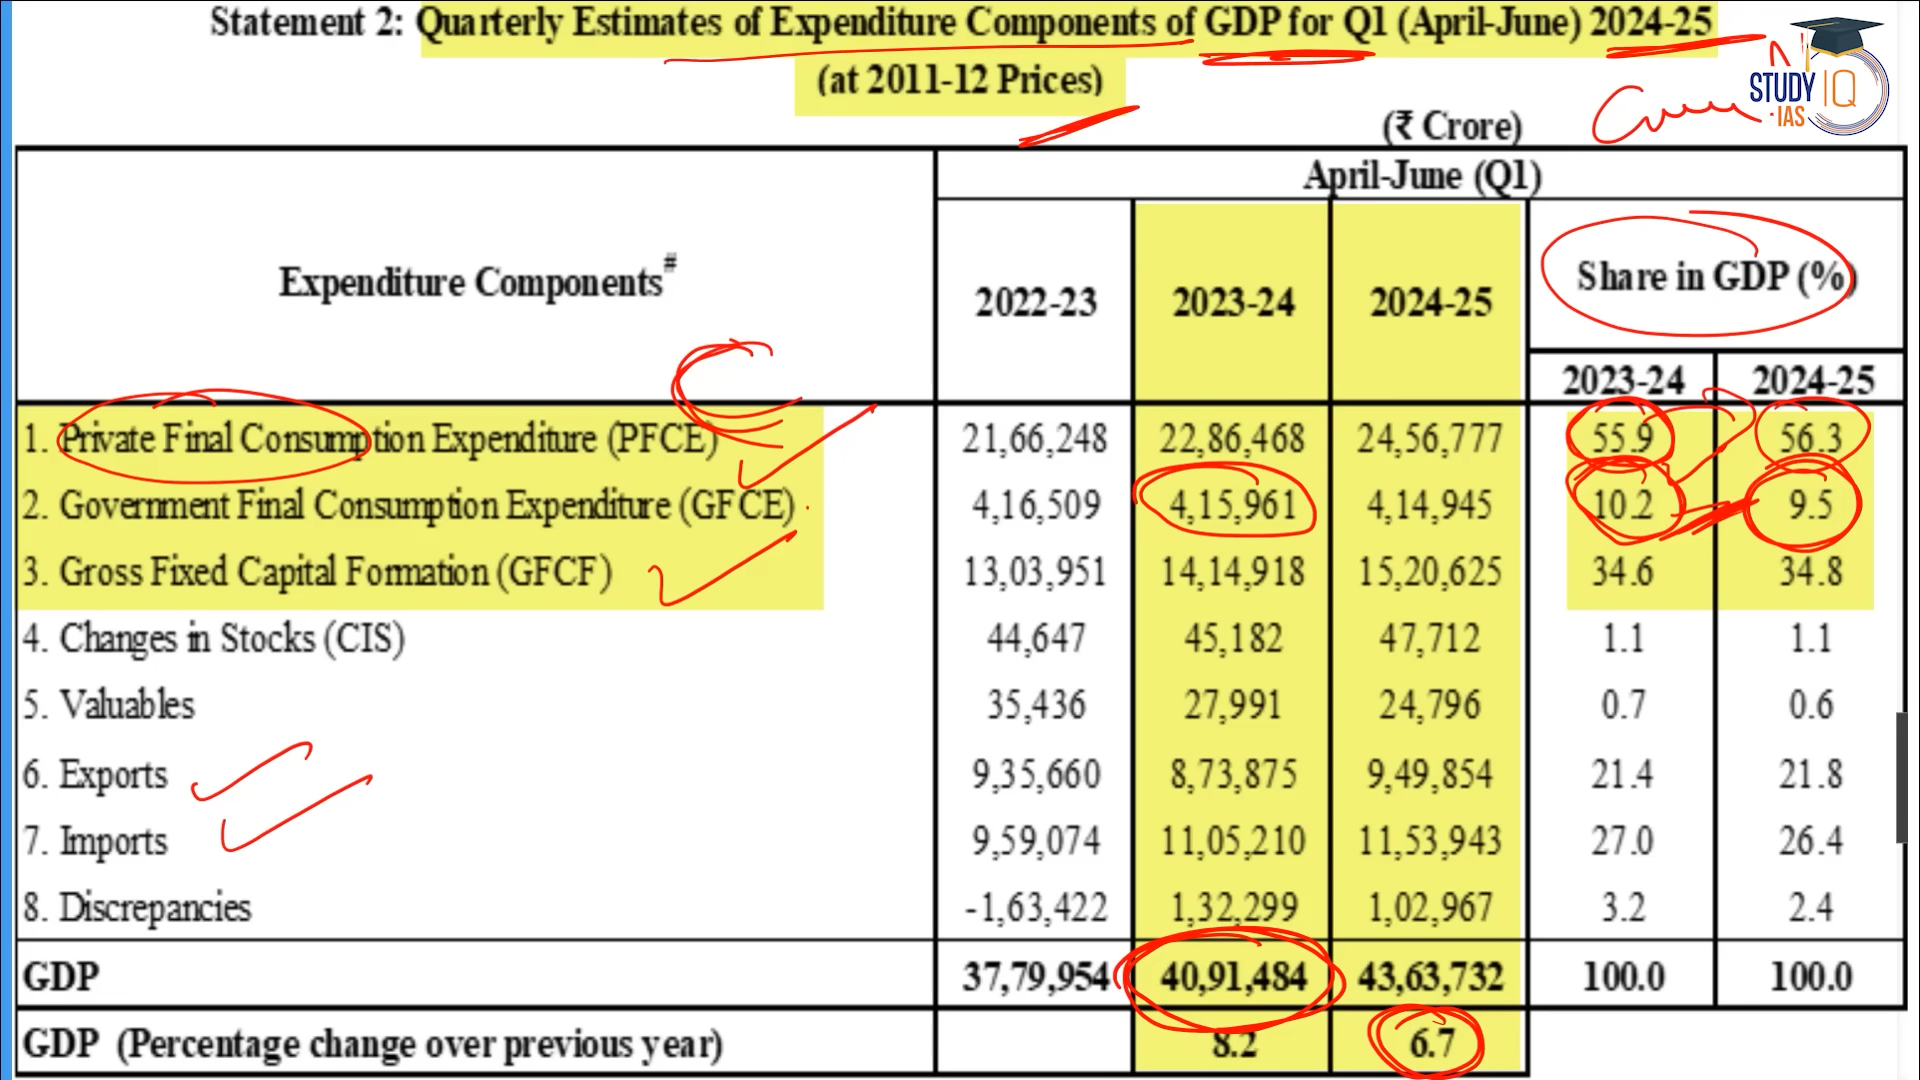 Statement 2: Quarterly Estimates of Expenditure Components of GDP for Q1 (April-June) 2024-25
(at 2011-12 Prices)
STUDY IQ
IAS
(₹ Crore)
April-June (Q1)
Expenditure Components# 2022-23 2023-24 2024-25 Share in GDP (%)
2023-24 2024-25
1. Private Final Consumption Expenditure (PFCE) 21,66,248 22,86,468 24,56,777 55.9 56.3
2. Government Final Consumption Expenditure (GFCE) 4,16,509 4,15,961 4,14,945 10.2 9.5
3. Gross Fixed Capital Formation (GFCF) 13,03,951 14,14,918 15,20,625 34.6 34.8
4. Changes in Stocks (CIS) 44,647 45,182 47,712 1.1 1.1
5. Valuables 35,436 27,991 24,796 0.7 0.6
6. Exports 9,35,660 8,73,875 9,49,854 21.4 21.8
7. Imports 9,59,074 11,05,210 11,53,943 27.0 26.4
8. Discrepancies -1,63,422 1,32,299 1,02,967 3.2 2.4
GDP 37,79,954 40,91,484 43,63,732 100.0 100.0
GDP (Percentage change over previous year) 8.2 6.7